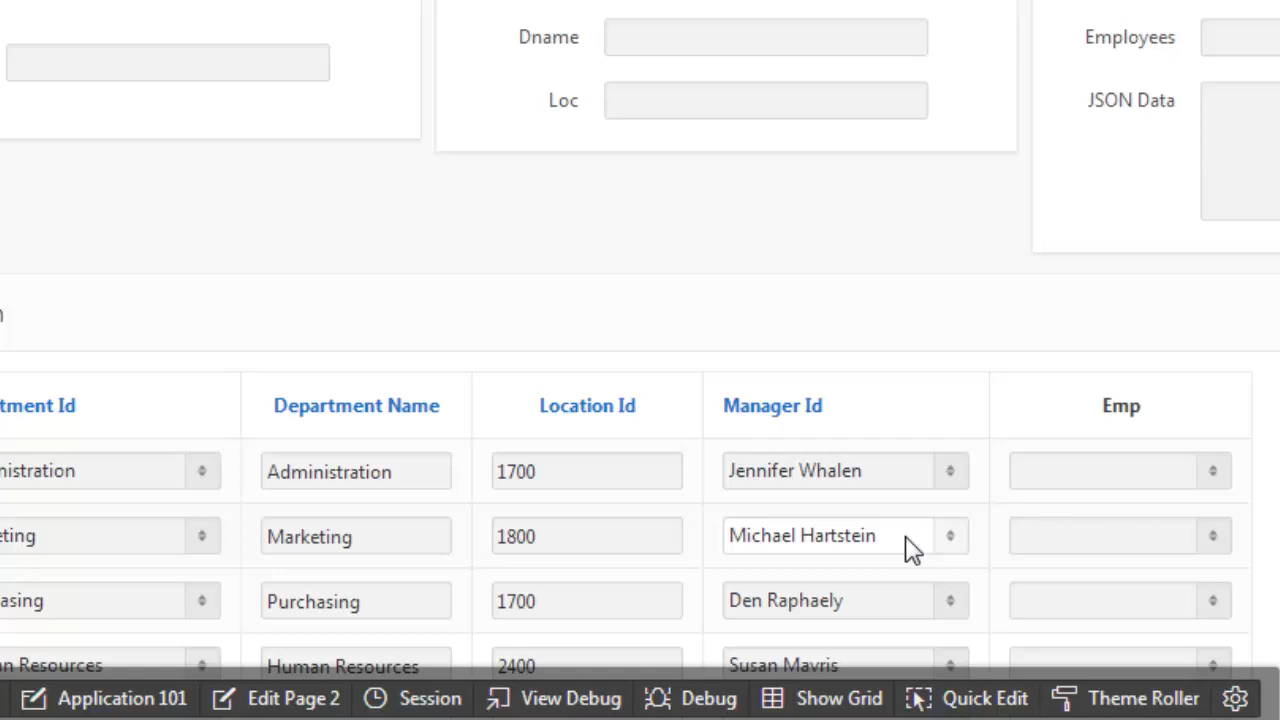 Dname
Employees
Loc
JSON Data
tment Id Department Name Location Id Manager Id Emp
nistration Administration 1700 Jennifer Whalen
eting Marketing 1800 Michael Hartstein
asing Purchasing 1700 Den Raphaely
an Resources Human Resources 2400 Susan Mavris
Application 101 Edit Page 2 Session View Debug Debug Show Grid Quick Edit Theme Roller